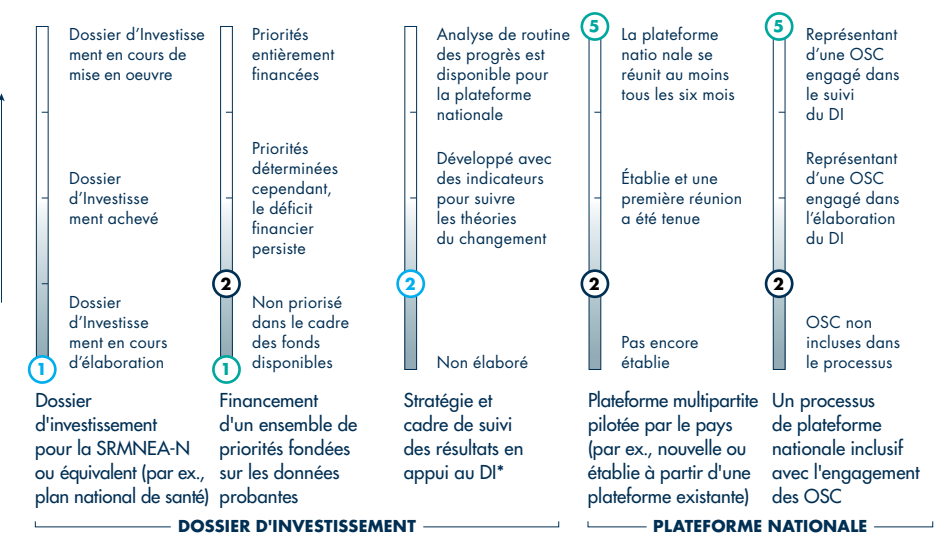 Dossier d'Investisse
ment en cours de
mise en oeuvre
Dossier
d'Investisse
ment achevé
Dossier
d'Investisse
ment en cours
d'élaboration
1
Dossier
d'investissement
pour la SRMNEA-N
ou équivalent (par ex.,
plan national de santé)
Priorités
entièrement
financées
Priorités
déterminées
cependant,
le déficit
financier
persiste
2
Non priorisé
dans le cadre
des fonds
disponibles
1
Financement
d'un ensemble de
priorités fondées
sur les données
probantes
Analyse de routine
des progrès est
disponible pour
la plateforme
nationale
Développé avec
des indicateurs
pour suivre
les théories
du changement
2
Non élaboré
Stratégie et
cadre de suivi
des résultats en
appui au DI*
DOSSIER D'INVESTISSEMENT
5
La plateforme
natio nale se
réunit au moins
tous les six mois
Établie et une
première réunion
a été tenue
2
Pas encore
établie
Plateforme multipartite
pilotée par le pays
(par ex., nouvelle ou
établie à partir d'une
plateforme existante)
5
Représentant
d'une OSC
engagé dans
le suivi
du DI
Représentant
d'une OSC
engagé dans
l'élaboration
du DI
2
OSC non
incluses dans
le processus
Un processus
de plateforme
nationale inclusif
avec l'engagement
des OSC
PLATEFORME NATIONALE